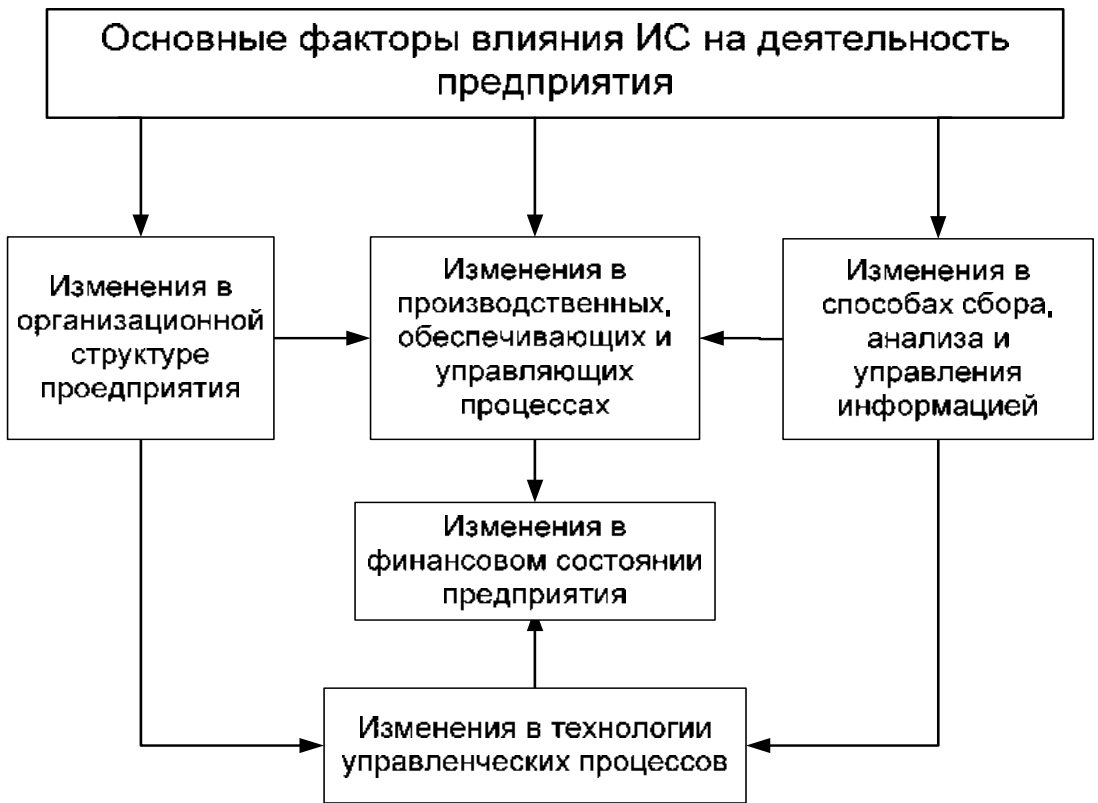 Основные факторы влияния ИС на деятельность
предприятия
Изменения в
организационной
структуре
проедприятия
Изменения в
производственных,
обеспечивающих и
управляющих
процессах
Изменения в
способах сбора,
анализа и
управления
информацией
Изменения в
финансовом состоянии
предприятия
Изменения в технологии
управленческих процессов